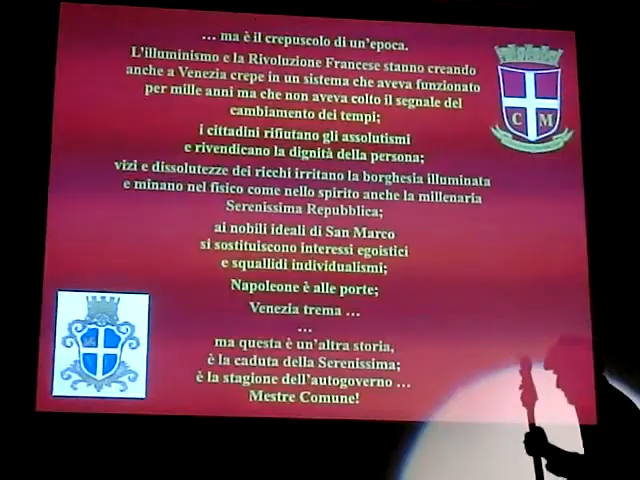 ... ma è il crepuscolo di un'epoca.
L'illuminismo e la Rivoluzione Francese stanno creando
anche a Venezia crepe in un sistema che aveva funzionato
per mille anni ma che non aveva colto il segnale del
cambiamento dei tempi;
i cittadini rifiutano gli assolutismi
e rivendicano la dignità della persona;
vizi e dissolutezze dei ricchi irritano la borghesia illuminata
e minano nel fisico come nello spirito anche la millenaria
Serenissima Repubblica;
ai nobili ideali di San Marco
si sostituiscono interessi egoistici
e squallidi individualismi;
Napoleone è alle porte;
Venezia trema ...
...
ma questa è un'altra storia,
è la caduta della Serenissima;
è la stagione dell'autogoverno ...
Mestre Comune!
C M